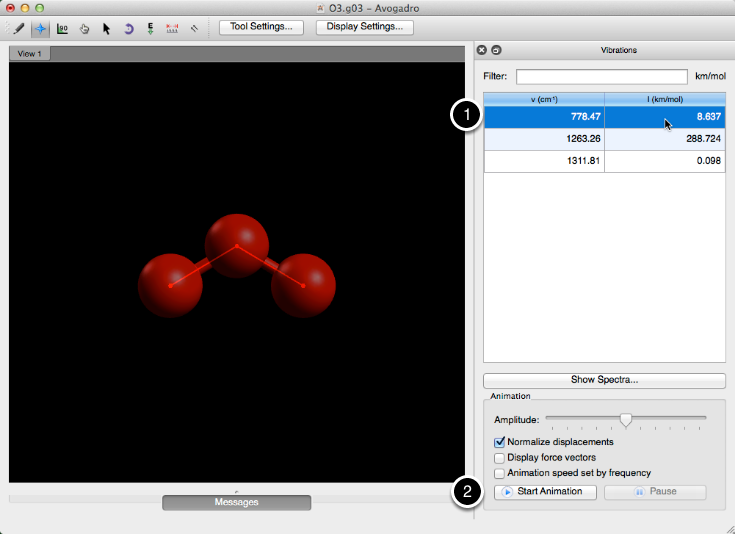 O3.g03 – Avogadro
Tool Settings... Display Settings...
View 1
Vibrations
Filter: km/mol
v (cm⁻¹) I (km/mol)
1
778.47 8.637
1263.26 288.724
1311.81 0.098
Show Spectra...
Animation
Amplitude:
Normalize displacements
Display force vectors
Animation speed set by frequency
2
Start Animation Pause
Messages